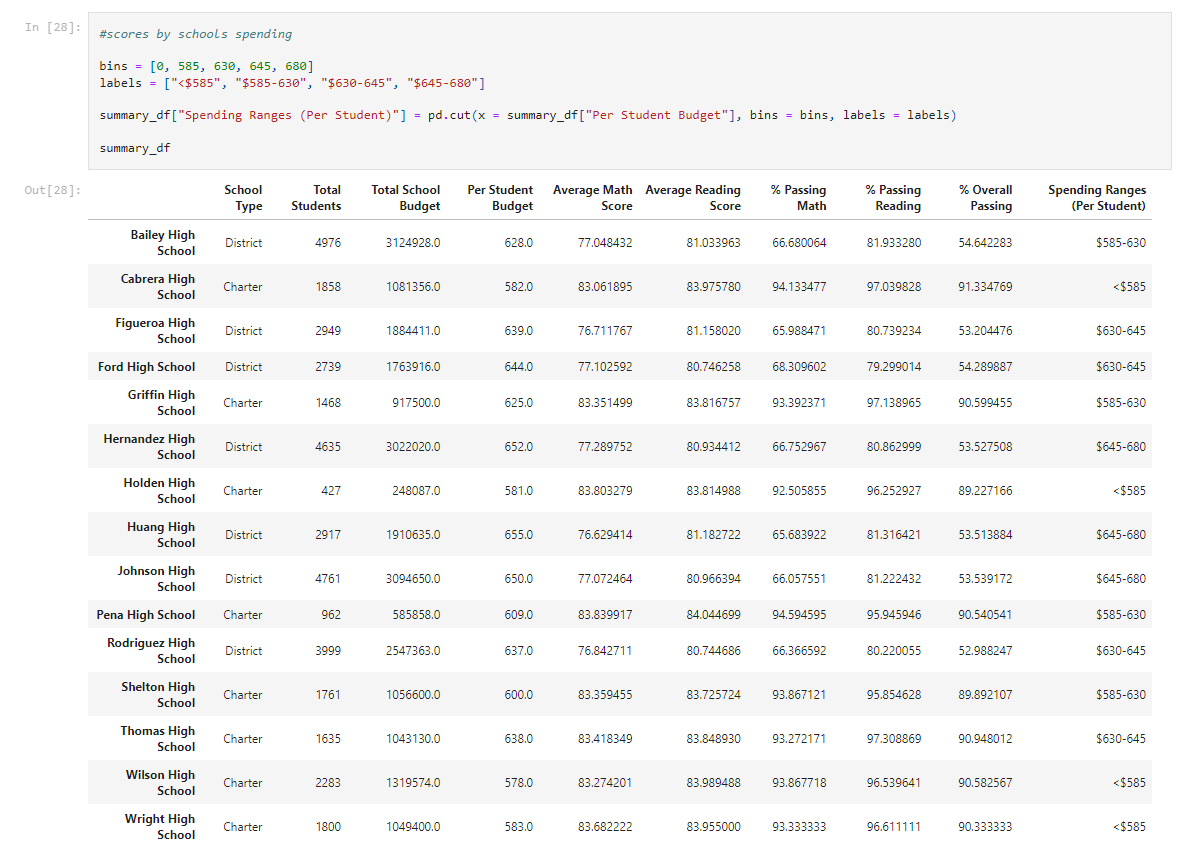 In [28]:
#scores by schools spending
bins = [0, 585, 630, 645, 680]
labels = ["<$585", "$585-630", "$630-645", "$645-680"]
summary_df["Spending Ranges (Per Student)"] = pd.cut(x = summary_df["Per Student Budget"], bins = bins, labels = labels)
summary_df
Out[28]:
School Type Total Students Total School Budget Per Student Budget Average Math Score Average Reading Score % Passing Math % Passing Reading % Overall Passing Spending Ranges (Per Student)
Bailey High School District 4976 3124928.0 628.0 77.048432 81.033963 66.680064 81.933280 54.642283 $585-630
Cabrera High School Charter 1858 1081356.0 582.0 83.061895 83.975780 94.133477 97.039828 91.334769 <$585
Figueroa High School District 2949 1884411.0 639.0 76.711767 81.158020 65.988471 80.739234 53.204476 $630-645
Ford High School District 2739 1763916.0 644.0 77.102592 80.746258 68.309602 79.299014 54.289887 $630-645
Griffin High School Charter 1468 917500.0 625.0 83.351499 83.816757 93.392371 97.138965 90.599455 $585-630
Hernandez High School District 4635 3022020.0 652.0 77.289752 80.934412 66.752967 80.862999 53.527508 $645-680
Holden High School Charter 427 248087.0 581.0 83.803279 83.814988 92.505855 96.252927 89.227166 <$585
Huang High School District 2917 1910635.0 655.0 76.629414 81.182722 65.683922 81.316421 53.513884 $645-680
Johnson High School District 4761 3094650.0 650.0 77.072464 80.966394 66.057551 81.222432 53.539172 $645-680
Pena High School Charter 962 585858.0 609.0 83.839917 84.044699 94.594595 95.945946 90.540541 $585-630
Rodriguez High School District 3999 2547363.0 637.0 76.842711 80.744686 66.366592 80.220055 52.988247 $630-645
Shelton High School Charter 1761 1056600.0 600.0 83.359455 83.725724 93.867121 95.854628 89.892107 $585-630
Thomas High School Charter 1635 1043130.0 638.0 83.418349 83.848930 93.272171 97.308869 90.948012 $630-645
Wilson High School Charter 2283 1319574.0 578.0 83.274201 83.989488 93.867718 96.539641 90.582567 <$585
Wright High School Charter 1800 1049400.0 583.0 83.682222 83.955000 93.333333 96.611111 90.333333 <$585